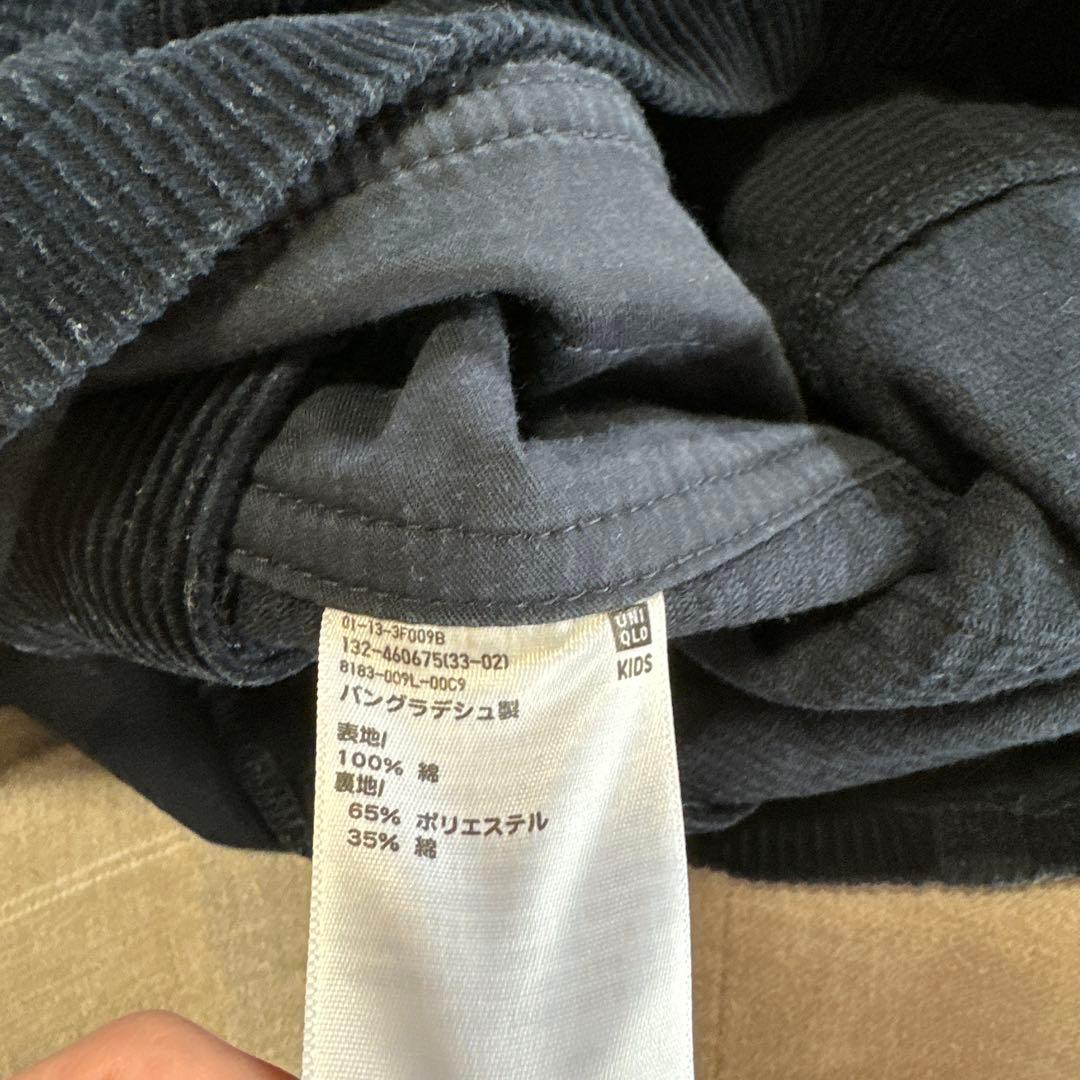 01-13-3F009B
132-460675(33-02)
8183-009L-00C9
バングラデシュ製
表地/
100% 綿
裏地/
65% ポリエステル
35% 綿
UNI
QLO
KIDS